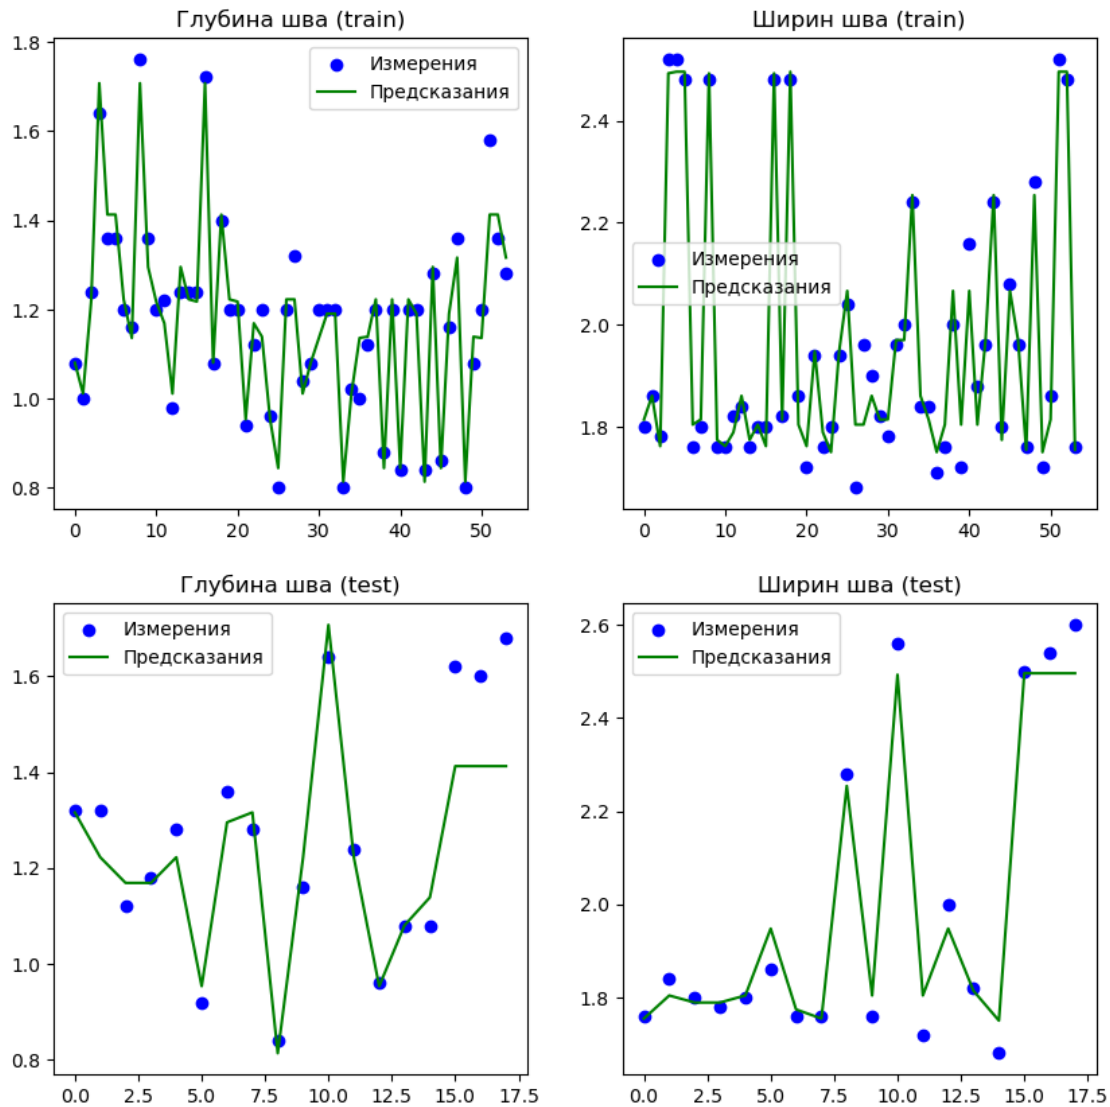 Глубина шва (train)
Измерения
Предсказания
1.8
1.6
1.4
1.2
1.0
0.8
0 10 20 30 40 50
Ширин шва (train)
Измерения
Предсказания
2.4
2.2
2.0
1.8
0 10 20 30 40 50
Глубина шва (test)
Измерения
Предсказания
1.6
1.4
1.2
1.0
0.8
0.0 2.5 5.0 7.5 10.0 12.5 15.0 17.5
Ширин шва (test)
Измерения
Предсказания
2.6
2.4
2.2
2.0
1.8
0.0 2.5 5.0 7.5 10.0 12.5 15.0 17.5